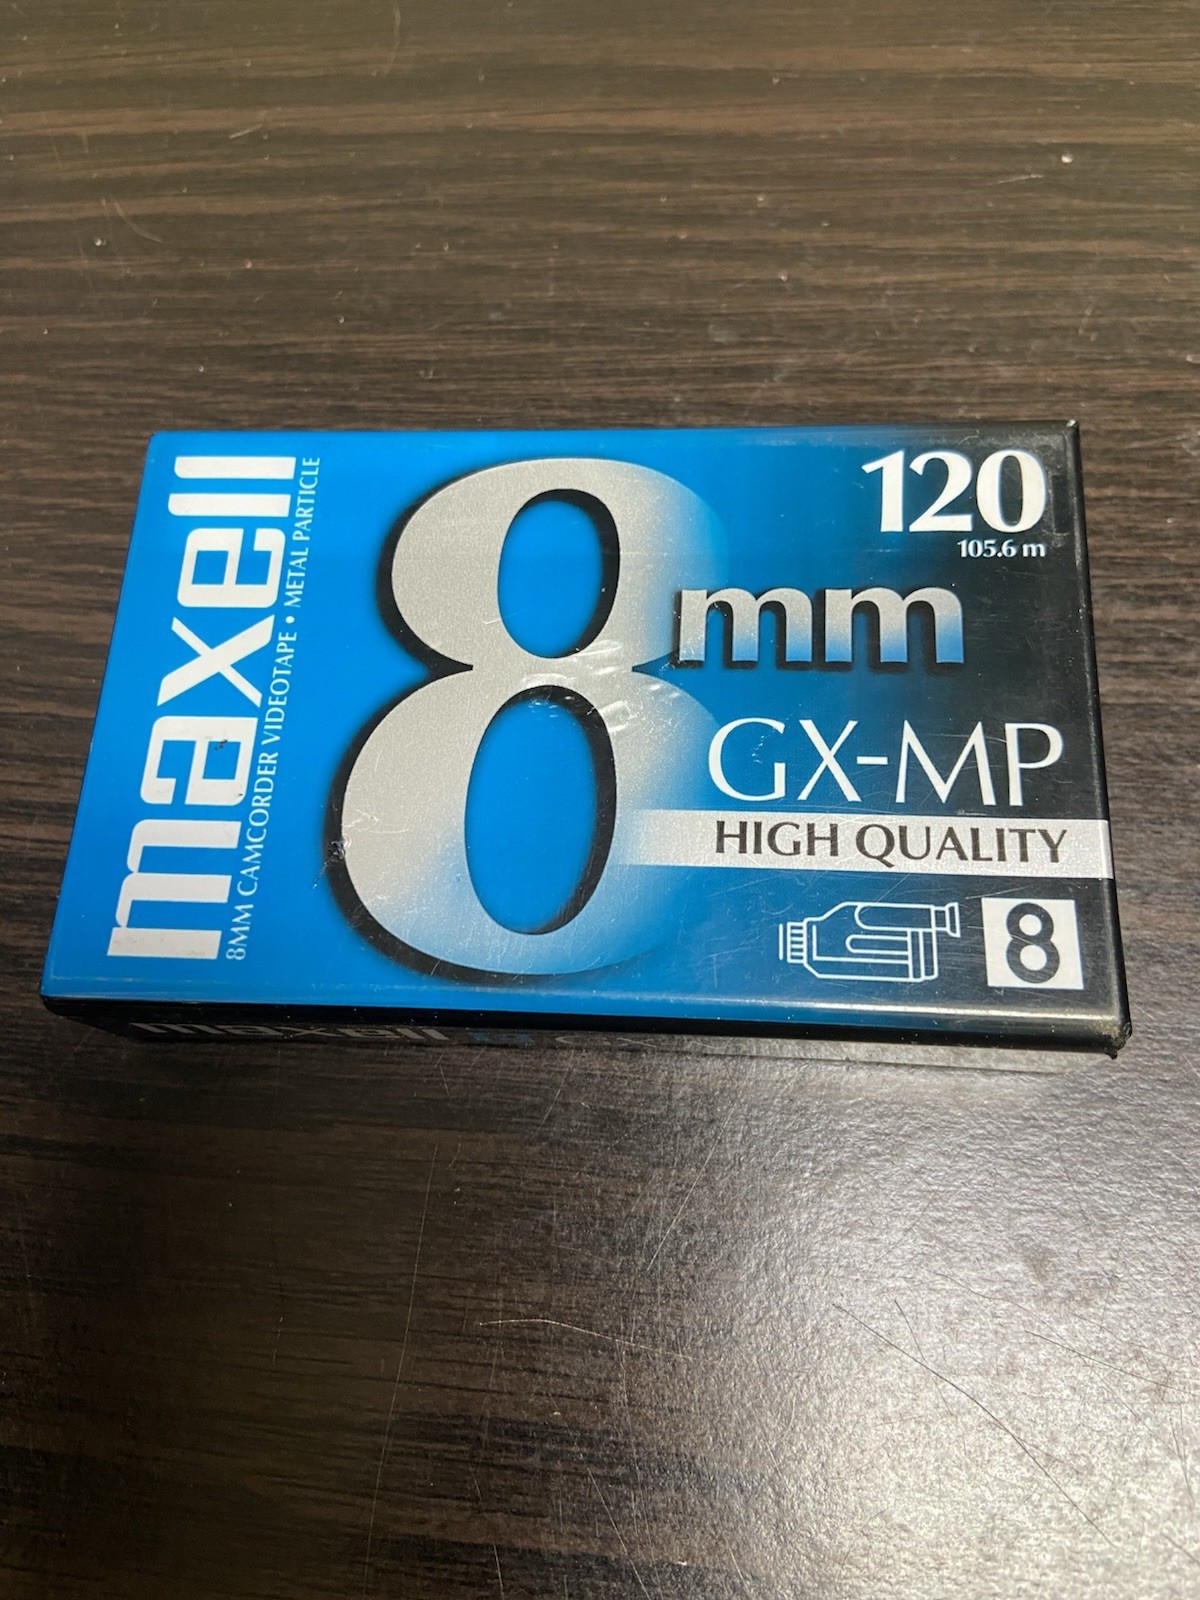 maxell
8MM CAMCORDER VIDEOTAPE • METAL PARTICLE
8mm
120
105.6 m
GX-MP
HIGH QUALITY
8
maxell